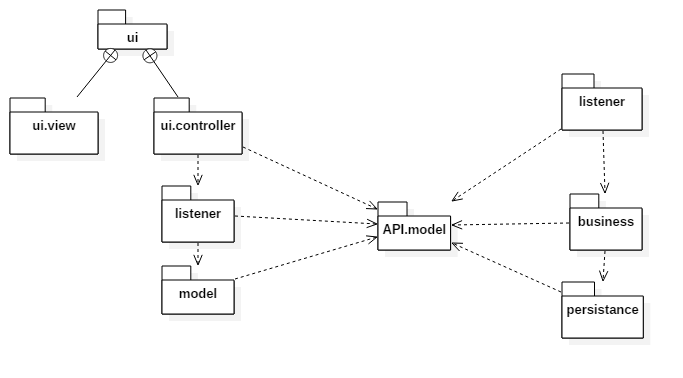 ui
ui.view
ui.controller
listener
listener
API.model
business
model
persistance